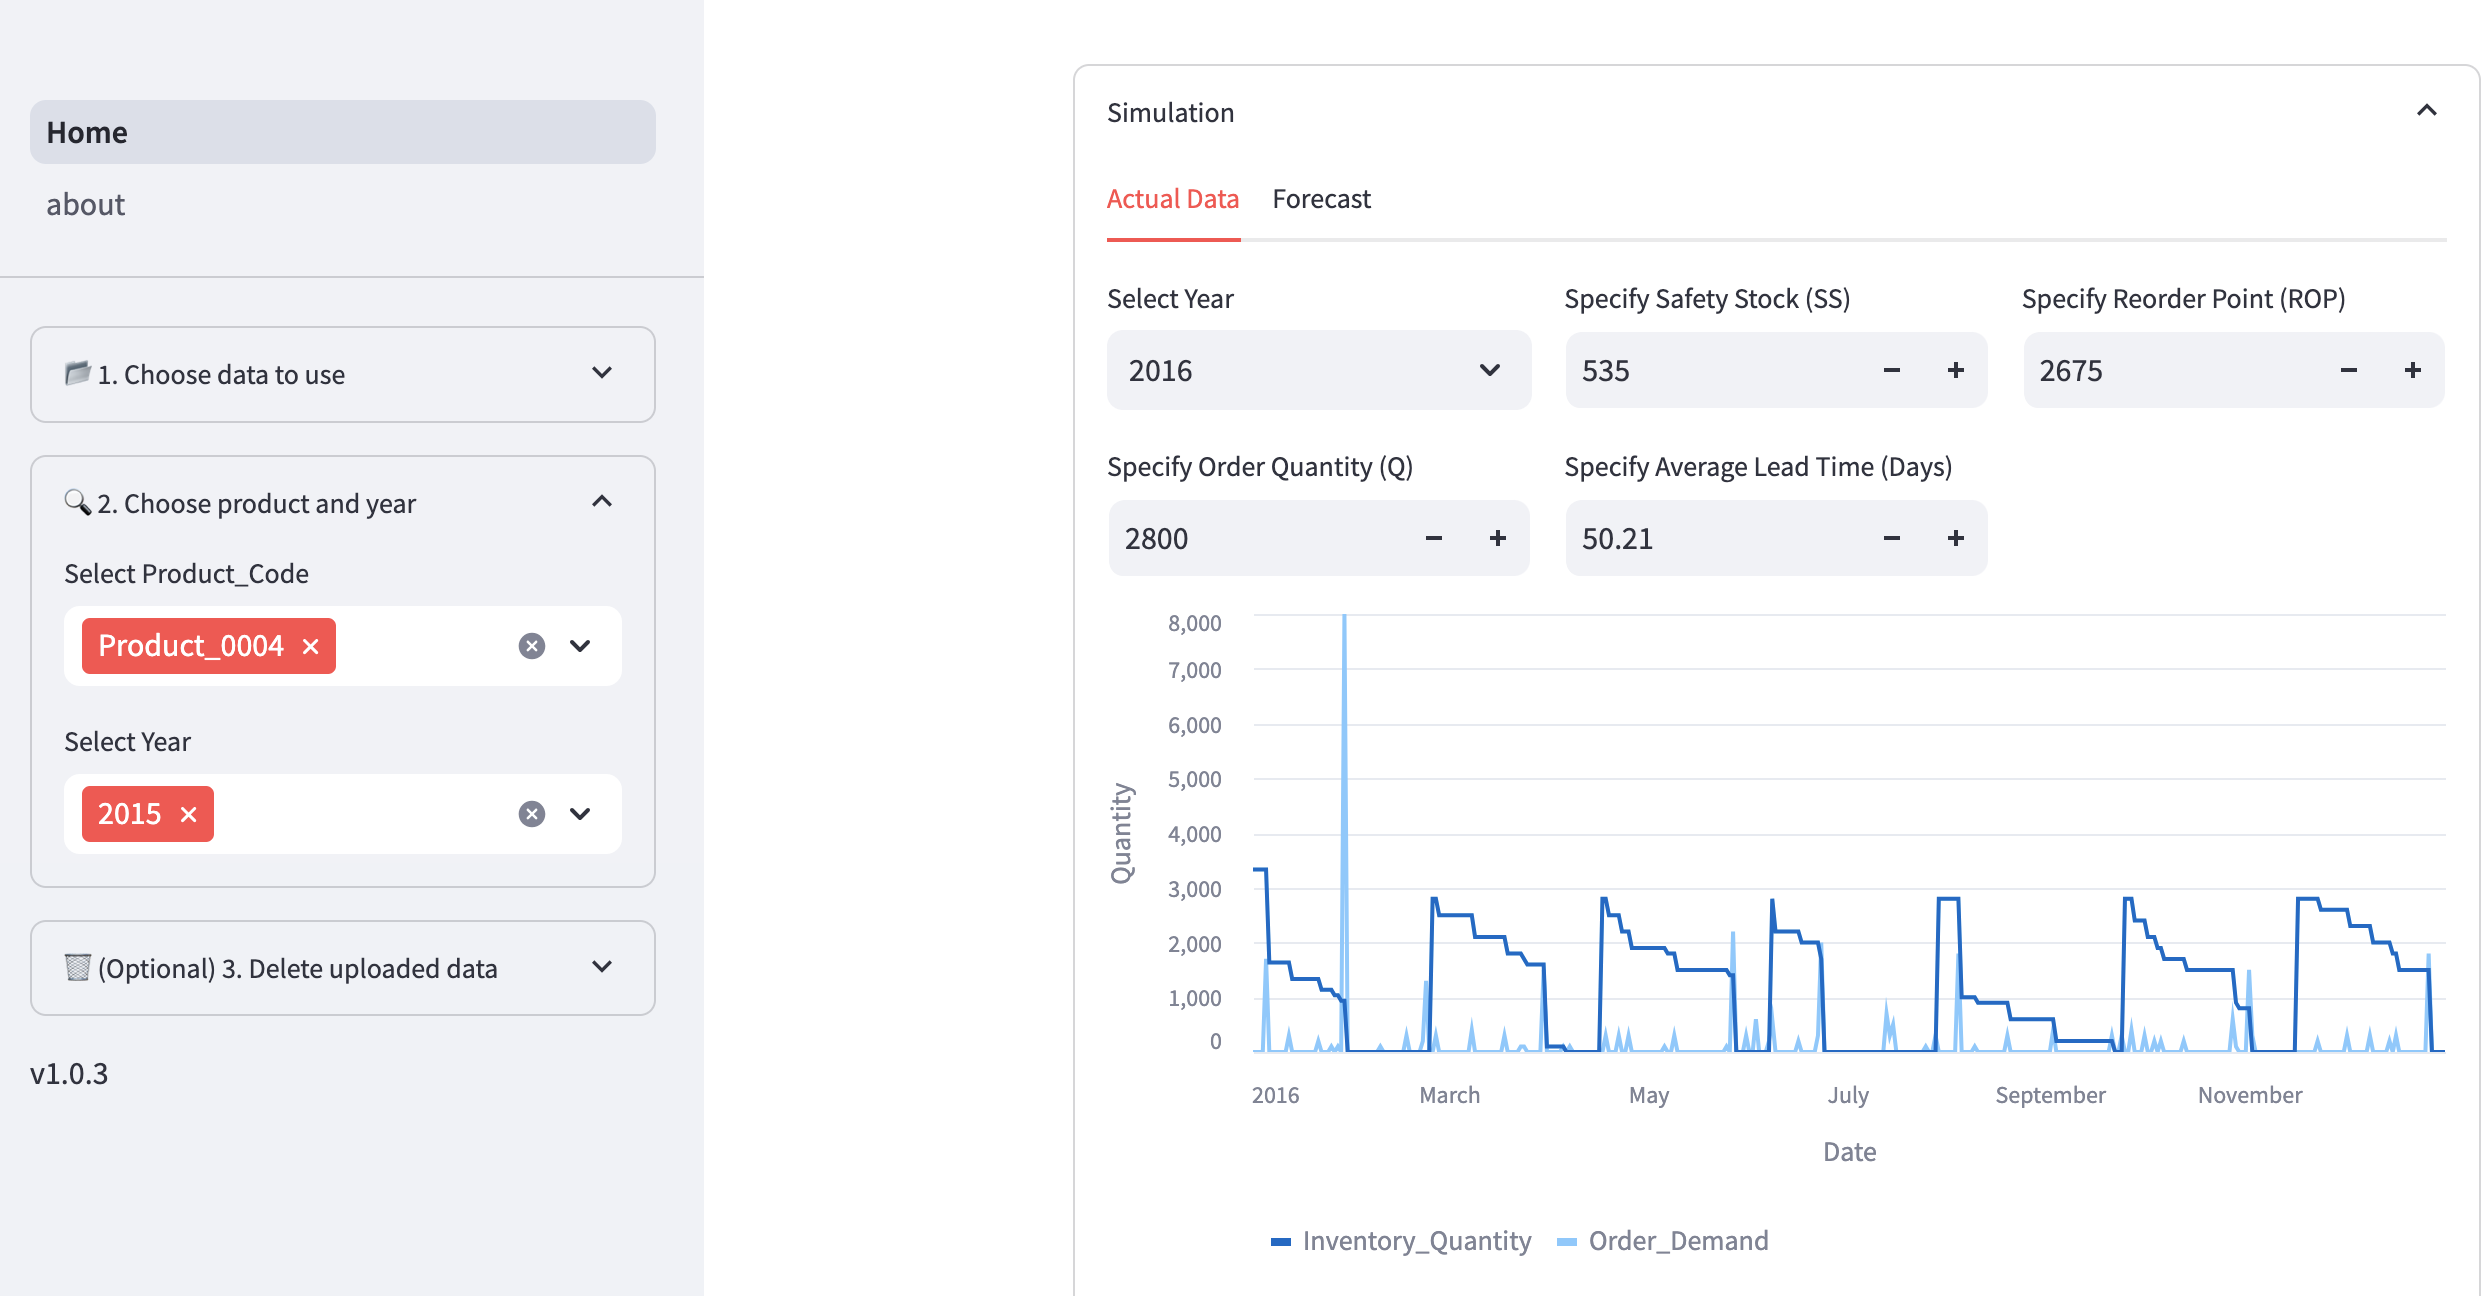 Home
about
1. Choose data to use
2. Choose product and year
Select Product_Code
Product_0004
Select Year
2015
(Optional) 3. Delete uploaded data
v1.0.3
Simulation
Actual Data Forecast
Select Year Specify Safety Stock (SS) Specify Reorder Point (ROP)
2016 535 2675
Specify Order Quantity (Q) Specify Average Lead Time (Days)
2800 50.21
8,000
7,000
6,000
5,000
4,000
3,000
2,000
1,000
0
Quantity
2016 March May July September November
Date
Inventory_Quantity Order_Demand